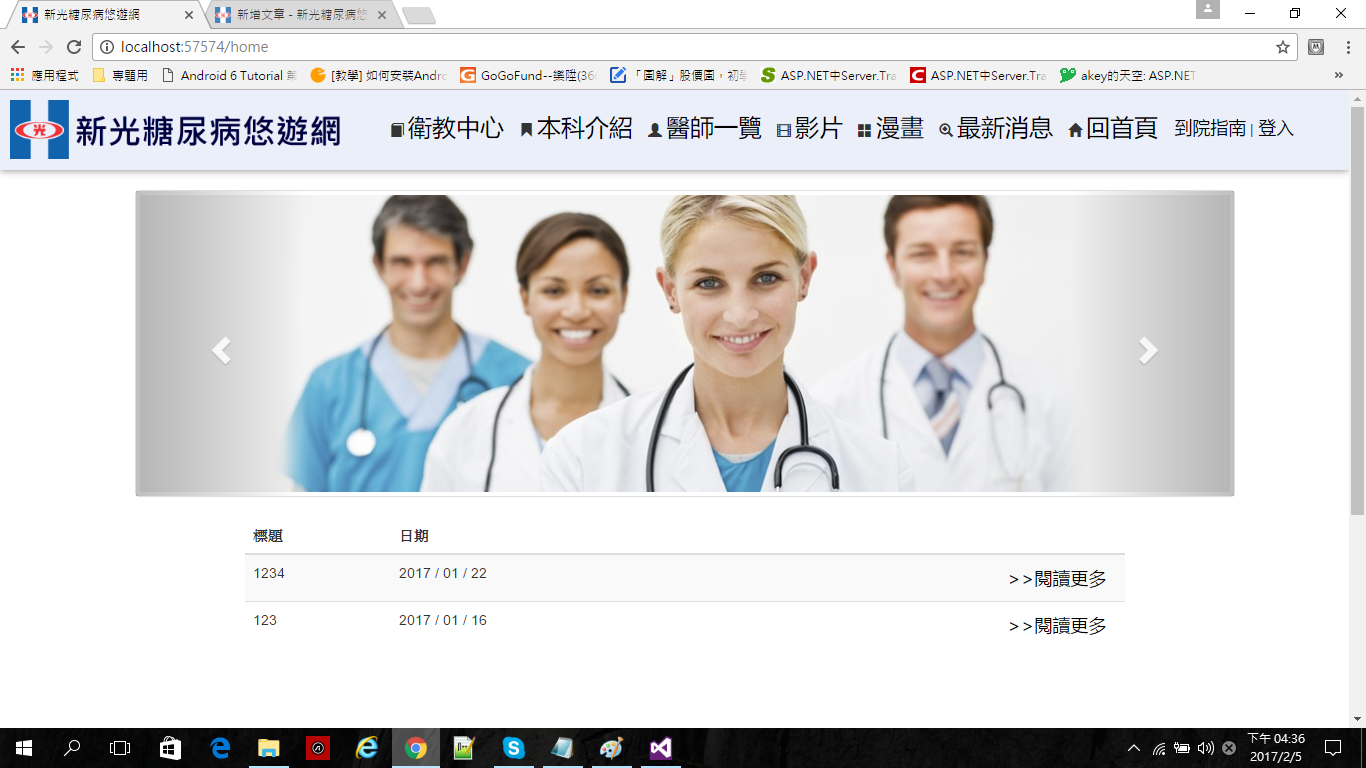 新光糖尿病悠遊網
新增文章 - 新光糖尿病悠
localhost:57574/home
應用程式 專題用 Android 6 Tutorial [教學] 如何安裝Andr GoGoFund--樂陞(36 「圖解」股價圖，初 ASP.NET中Server.Tra ASP.NET中Server.Tra akey的天空: ASP.NET »
光 新光糖尿病悠遊網 衛教中心 本科介紹 醫師一覽 影片 漫畫 最新消息 回首頁 到院指南 | 登入
標題 日期
1234 2017 / 01 / 22 >>閱讀更多
123 2017 / 01 / 16 >>閱讀更多
下午 04:36
2017/2/5